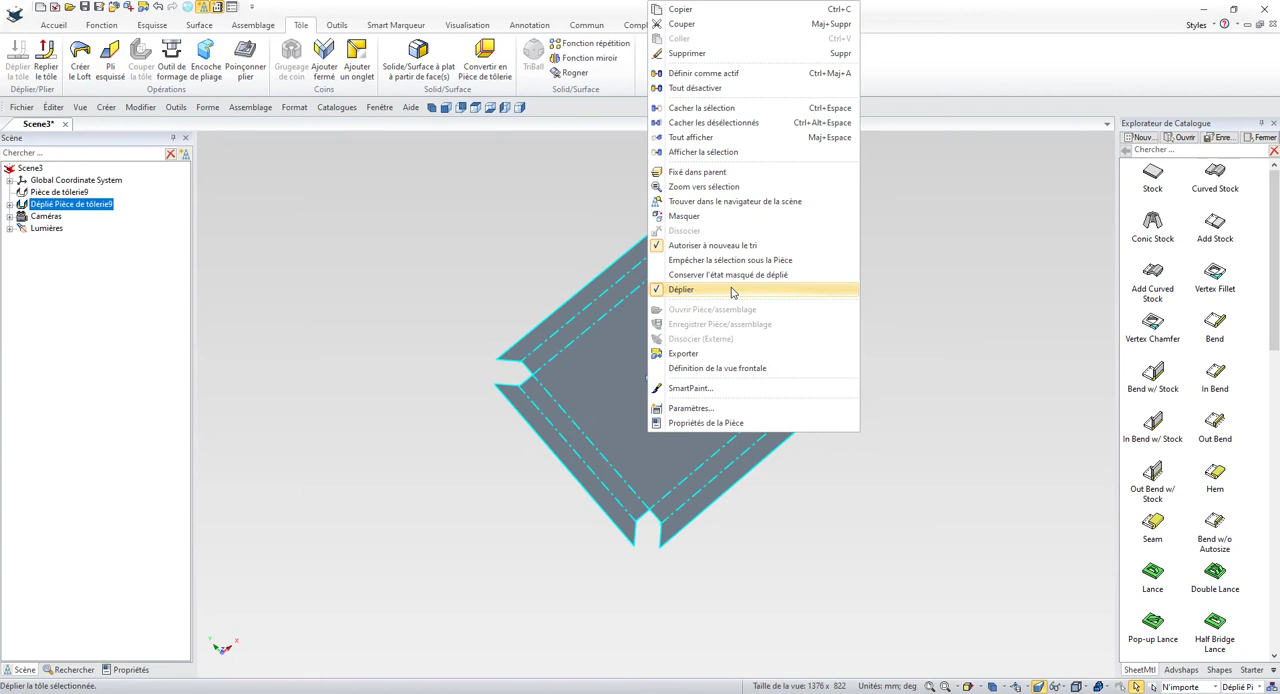 Styles
Accueil Fonction Esquisse Surface Assemblage Tôle Outils Smart Marqueur Visualisation Annotation Commun Compl
Déplier la tôle
Replier le tôle
Créer le Loft
Pli esquissé
Couper la tôle
Outil de formage
Encoche de pliage
Poinçonner plier
Grugeage de coin
Ajouter fermé
Ajouter un onglet
Solide/Surface à plat à partir de face(s)
Convertir en Pièce de tôlerie
TriBall
Fonction répétition
Fonction miroir
Rogner
Déplier/Plier Opérations Coins Solid/Surface Solid/Surface
Fichier Éditer Vue Créer Modifier Outils Forme Assemblage Format Catalogues Fenêtre Aide
Scene3*
Scène
Chercher ...
Scene3
Global Coordinate System
Pièce de tôlerie9
Déplié Pièce de tôlerie9
Caméras
Lumières
Copier Ctrl+C
Couper Maj+Suppr
Coller Ctrl+V
Supprimer Suppr
Définir comme actif Ctrl+Maj+A
Tout désactiver
Cacher la sélection Ctrl+Espace
Cacher les désélectionnés Ctrl+Alt+Espace
Tout afficher Maj+Espace
Afficher la sélection
Fixé dans parent
Zoom vers sélection
Trouver dans le navigateur de la scène
Masquer
Dissocier
Autoriser à nouveau le tri
Empêcher la sélection sous la Pièce
Conserver l'état masqué de déplié
Déplier
Ouvrir Pièce/assemblage
Enregistrer Pièce/assemblage
Dissocier (Externe)
Exporter
Définition de la vue frontale
SmartPaint...
Paramètres...
Propriétés de la Pièce
Explorateur de Catalogue
Nouv... Ouvrir Enre... Fermer
Chercher ...
Stock Curved Stock
Conic Stock Add Stock
Add Curved Stock
Vertex Fillet
Vertex Chamfer Bend
Bend w/ Stock In Bend
In Bend w/ Stock Out Bend
Out Bend w/ Stock
Hem
Seam
Bend w/o Autosize
Lance Double Lance
Pop-up Lance
Half Bridge Lance
SheetMtl Advshaps Shapes Starter
Y X
Scène Rechercher Propriétés
Déplier la tôle sélectionnée. Taille de la vue: 1376 x 822 Unités: mm; deg N'importe Déplié Pi